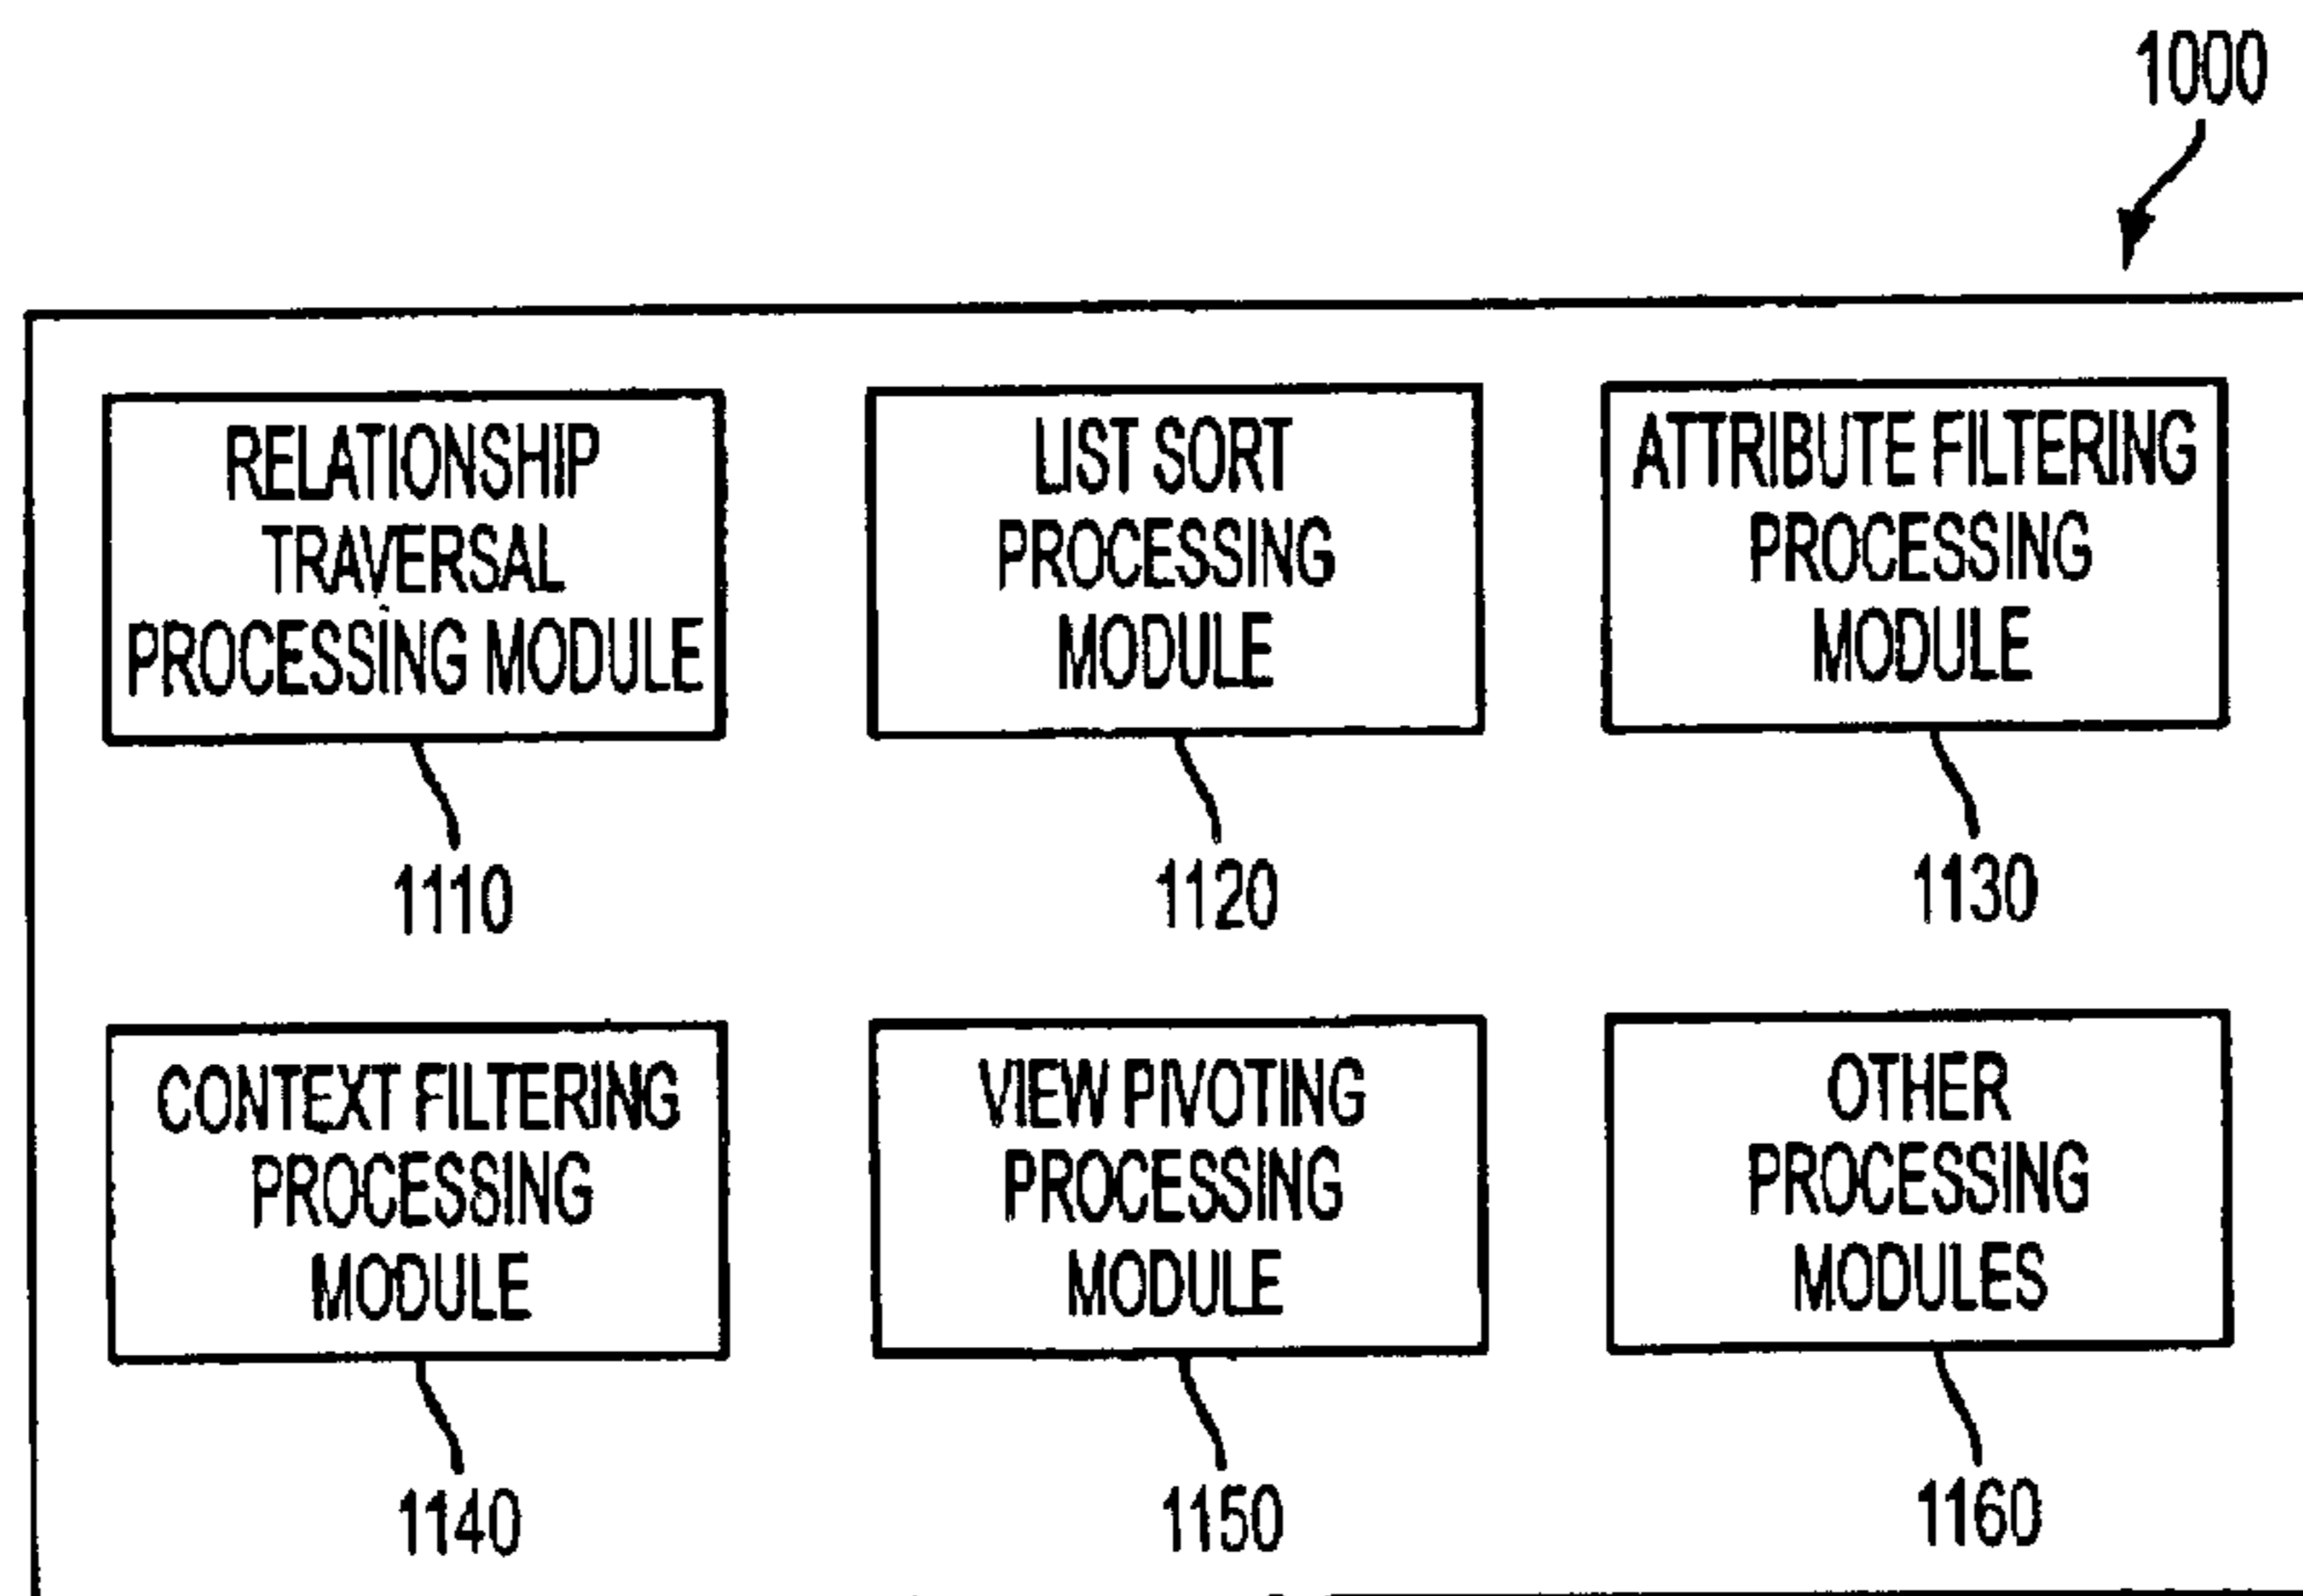 1000
RELATIONSHIP
TRAVERSAL
PROCESSING MODULE
1110
LIST SORT
PROCESSING
MODULE
1120
ATTRIBUTE FILTERING
PROCESSING
MODULE
1130
CONTEXT FILTERING
PROCESSING
MODULE
1140
VIEW PIVOTING
PROCESSING
MODULE
1150
OTHER
PROCESSING
MODULES
1160